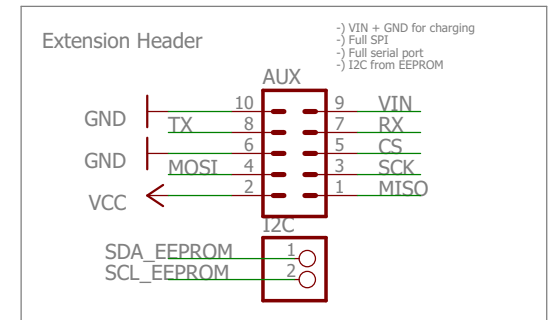 Extension Header
-) VIN + GND for charging
-) Full SPI
-) Full serial port
-) I2C from EEPROM
AUX
GND 10 9 VIN
TX 8 7 RX
GND 6 5 CS
MOSI 4 3 SCK
VCC 2 1 MISO
I2C
SDA_EEPROM 1
SCL_EEPROM 2